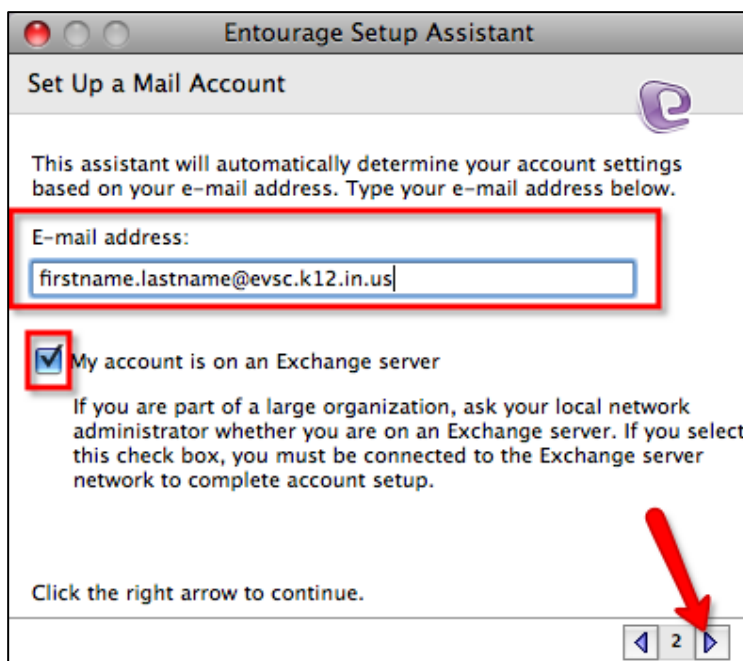 Entourage Setup Assistant
Set Up a Mail Account
This assistant will automatically determine your account settings
based on your e-mail address. Type your e-mail address below.
E-mail address:
firstname.lastname@evsc.k12.in.us
My account is on an Exchange server
If you are part of a large organization, ask your local network
administrator whether you are on an Exchange server. If you select
this check box, you must be connected to the Exchange server
network to complete account setup.
Click the right arrow to continue.
2